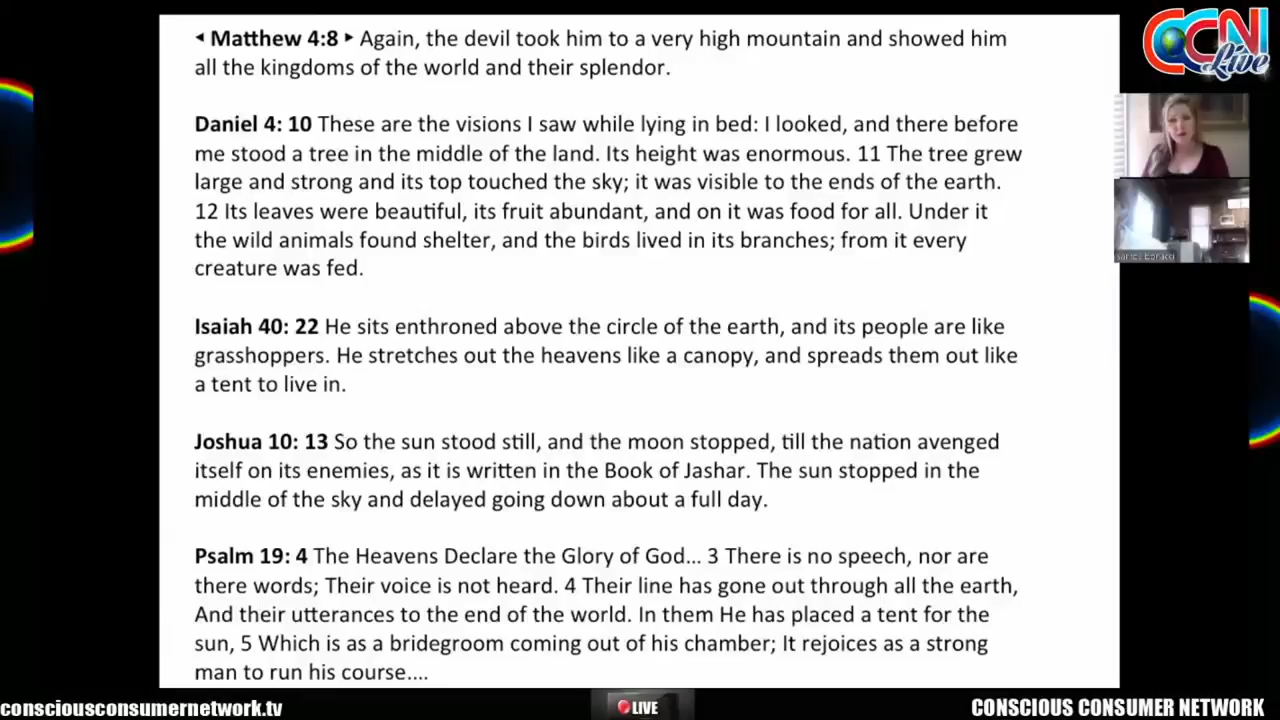 ◂ Matthew 4:8 ▸ Again, the devil took him to a very high mountain and showed him
all the kingdoms of the world and their splendor.
Daniel 4: 10 These are the visions I saw while lying in bed: I looked, and there before
me stood a tree in the middle of the land. Its height was enormous. 11 The tree grew
large and strong and its top touched the sky; it was visible to the ends of the earth.
12 Its leaves were beautiful, its fruit abundant, and on it was food for all. Under it
the wild animals found shelter, and the birds lived in its branches; from it every
creature was fed.
Isaiah 40: 22 He sits enthroned above the circle of the earth, and its people are like
grasshoppers. He stretches out the heavens like a canopy, and spreads them out like
a tent to live in.
Joshua 10: 13 So the sun stood still, and the moon stopped, till the nation avenged
itself on its enemies, as it is written in the Book of Jashar. The sun stopped in the
middle of the sky and delayed going down about a full day.
Psalm 19: 4 The Heavens Declare the Glory of God... 3 There is no speech, nor are
there words; Their voice is not heard. 4 Their line has gone out through all the earth,
And their utterances to the end of the world. In them He has placed a tent for the
sun, 5 Which is as a bridegroom coming out of his chamber; It rejoices as a strong
man to run his course....
CCN
Live
consciousconsumernetwork.tv
LIVE
CONSCIOUS CONSUMER NETWORK